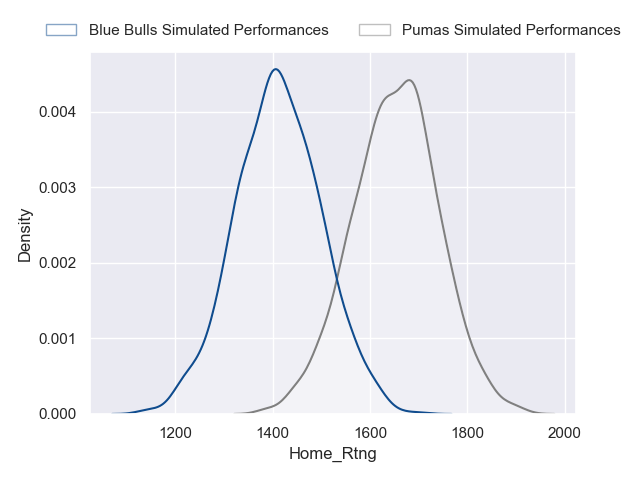 Blue Bulls Simulated Performances
Pumas Simulated Performances
Density
0.004
0.003
0.002
0.001
0.000
1200 1400 1600 1800 2000
Home_Rtng